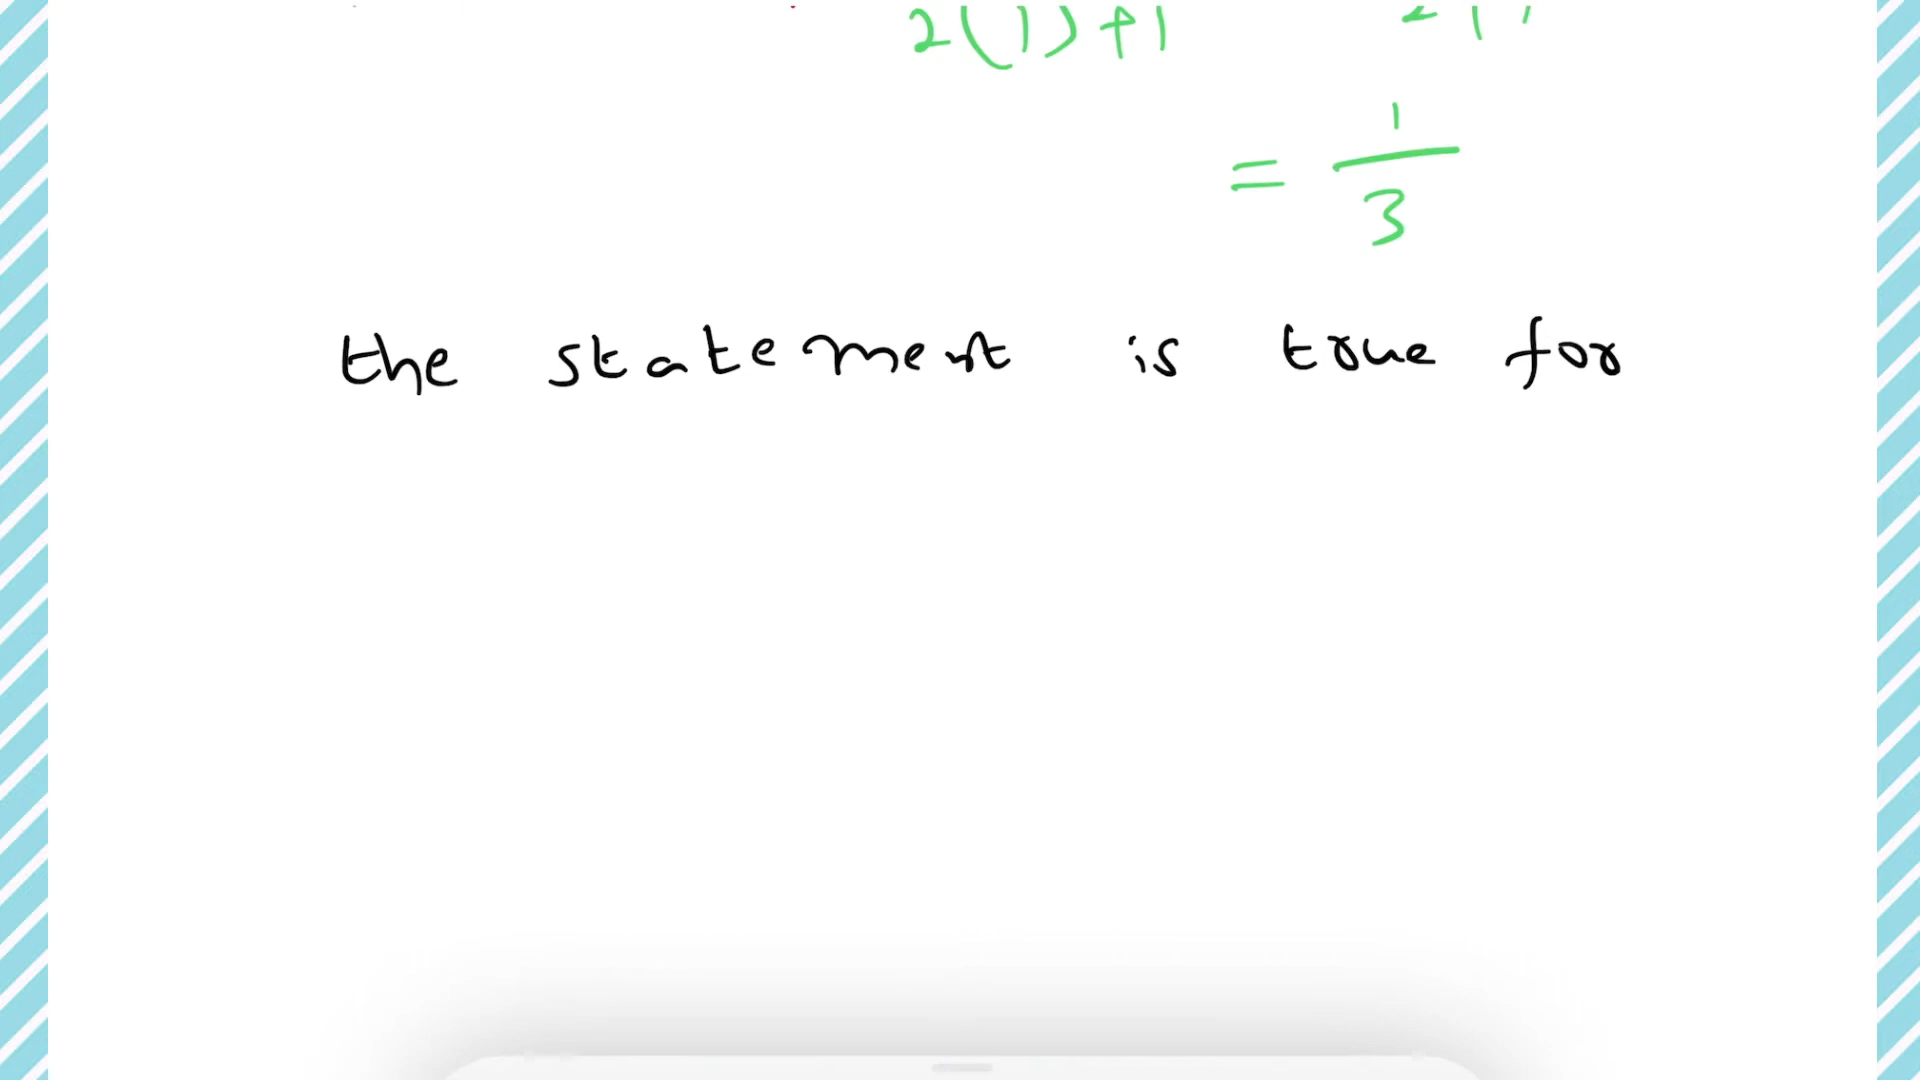 2(1)+1
= 1/3
the statement is true for